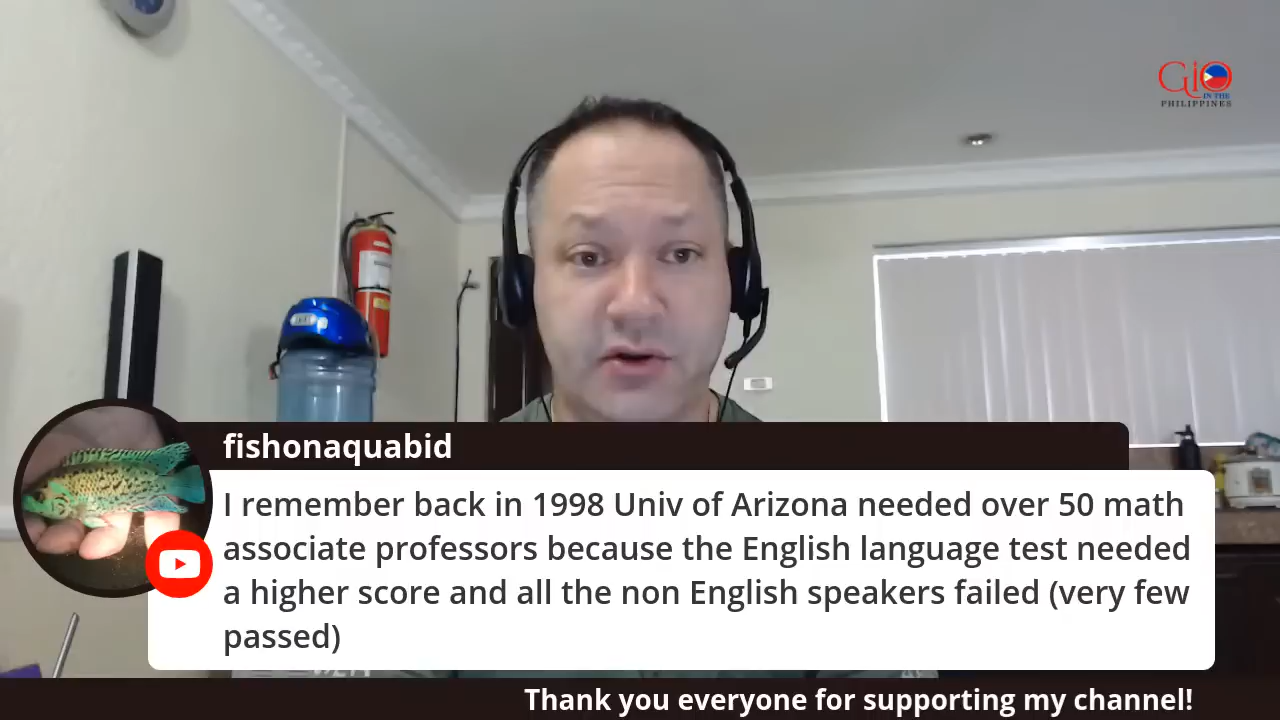 GiO
IN THE
PHILIPPINES
fishonaquabid
I remember back in 1998 Univ of Arizona needed over 50 math
associate professors because the English language test needed
a higher score and all the non English speakers failed (very few
passed)
Thank you everyone for supporting my channel!